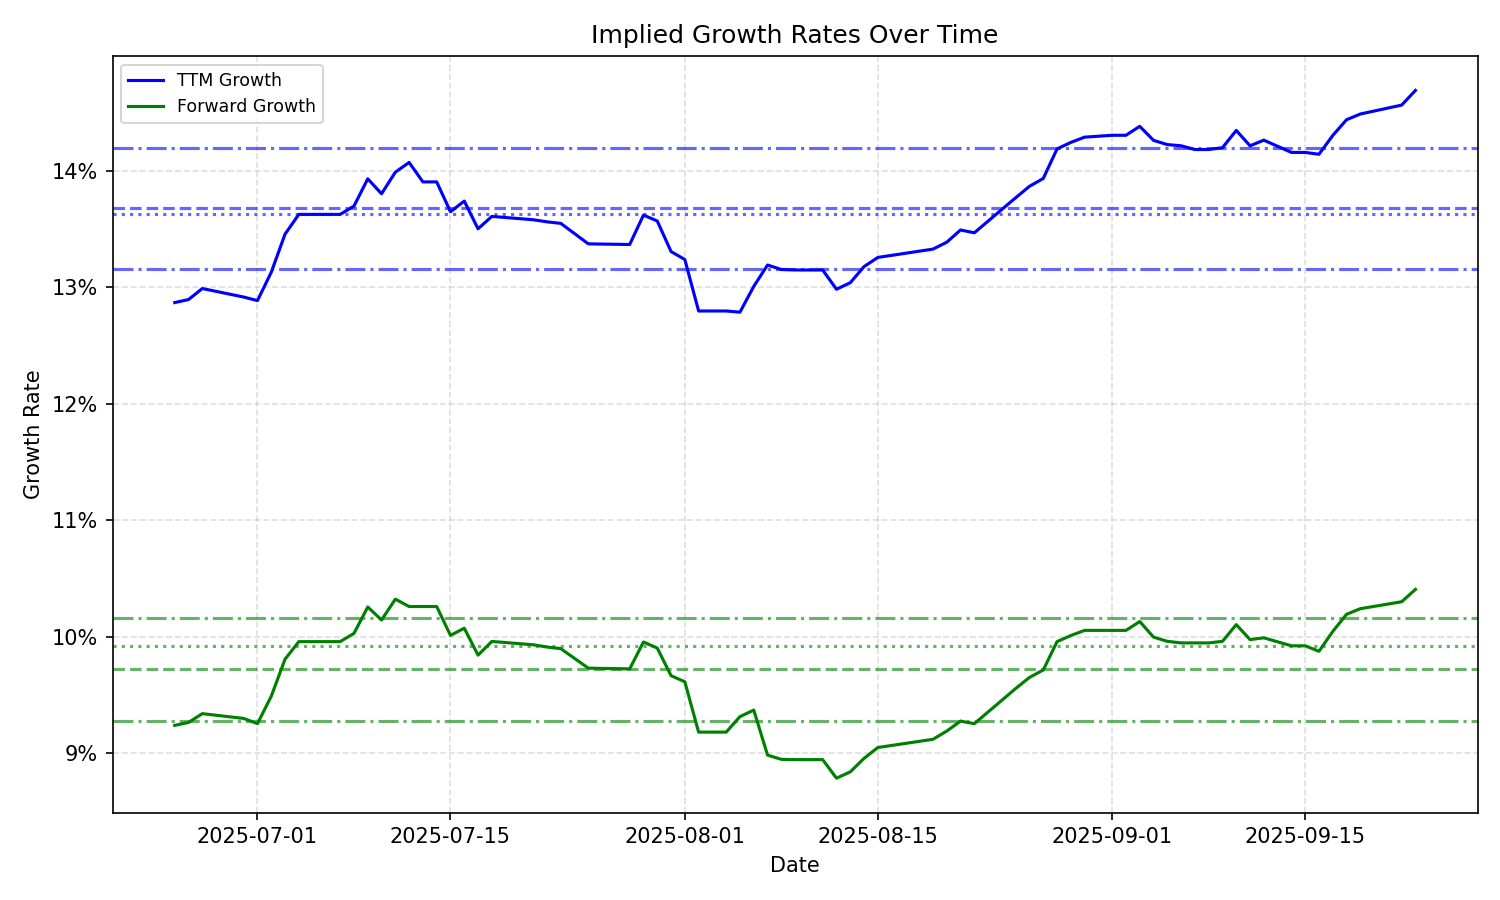 Implied Growth Rates Over Time
TTM Growth
Forward Growth
14%
13%
12%
11%
10%
9%
Growth Rate
2025-07-01
2025-07-15
2025-08-01
2025-08-15
2025-09-01
2025-09-15
Date